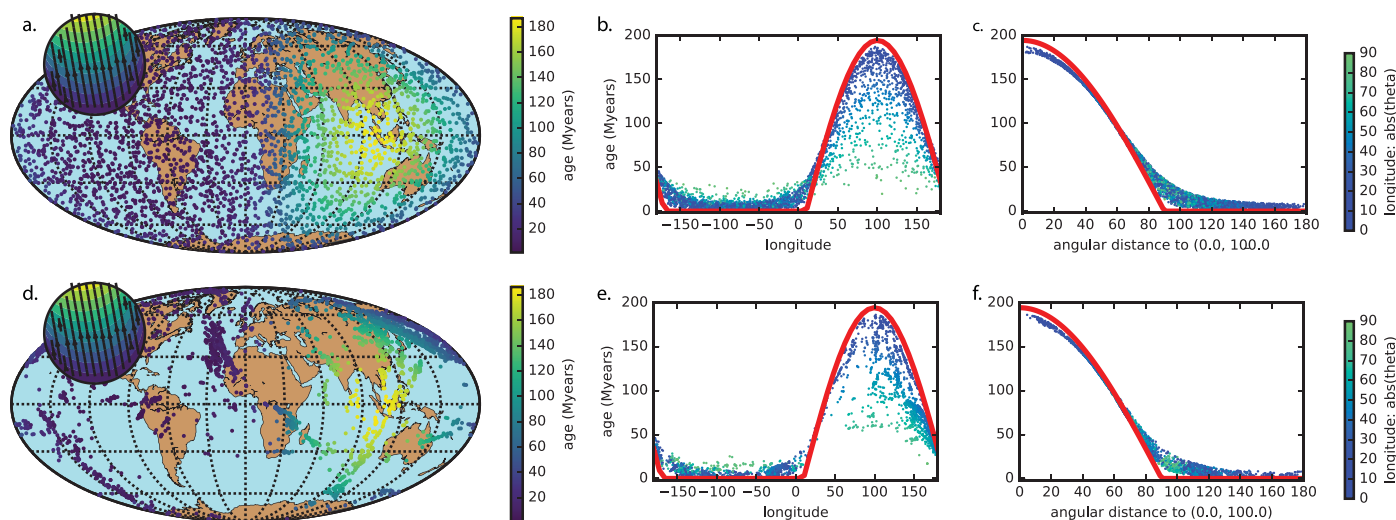 a.
180
160
140
120
100
80
60
40
20
age (Myears)
b.
200
150
100
50
0
age (Myears)
−150 −100 −50 0 50 100 150
longitude
c.
200
150
100
50
0
0 20 40 60 80 100 120 140 160 180
angular distance to (0.0, 100.0
90
80
70
60
50
40
30
20
10
0
longitude: abs(theta)
d.
180
160
140
120
100
80
60
40
20
age (Myears)
e.
200
150
100
50
0
age (Myears)
−150 −100 −50 0 50 100 150
longitude
f.
200
150
100
50
0
0 20 40 60 80 100 120 140 160 180
angular distance to (0.0, 100.0)
90
80
70
60
50
40
30
20
10
0
longitude: abs(theta)